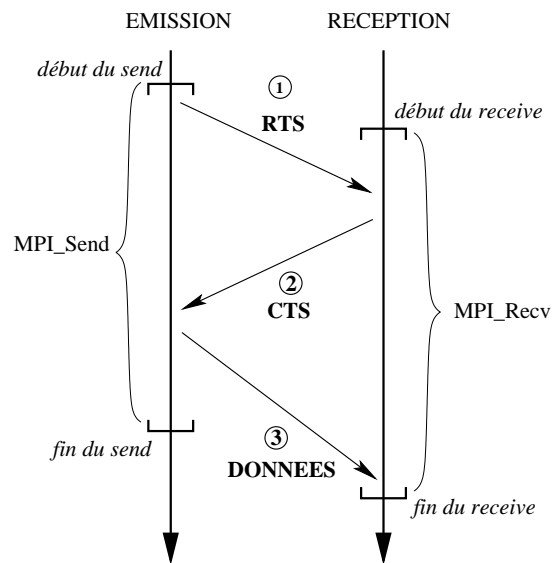 EMISSION
RECEPTION
début du send
1
RTS
début du receive
MPI_Send
2
CTS
MPI_Recv
3
DONNEES
fin du send
fin du receive